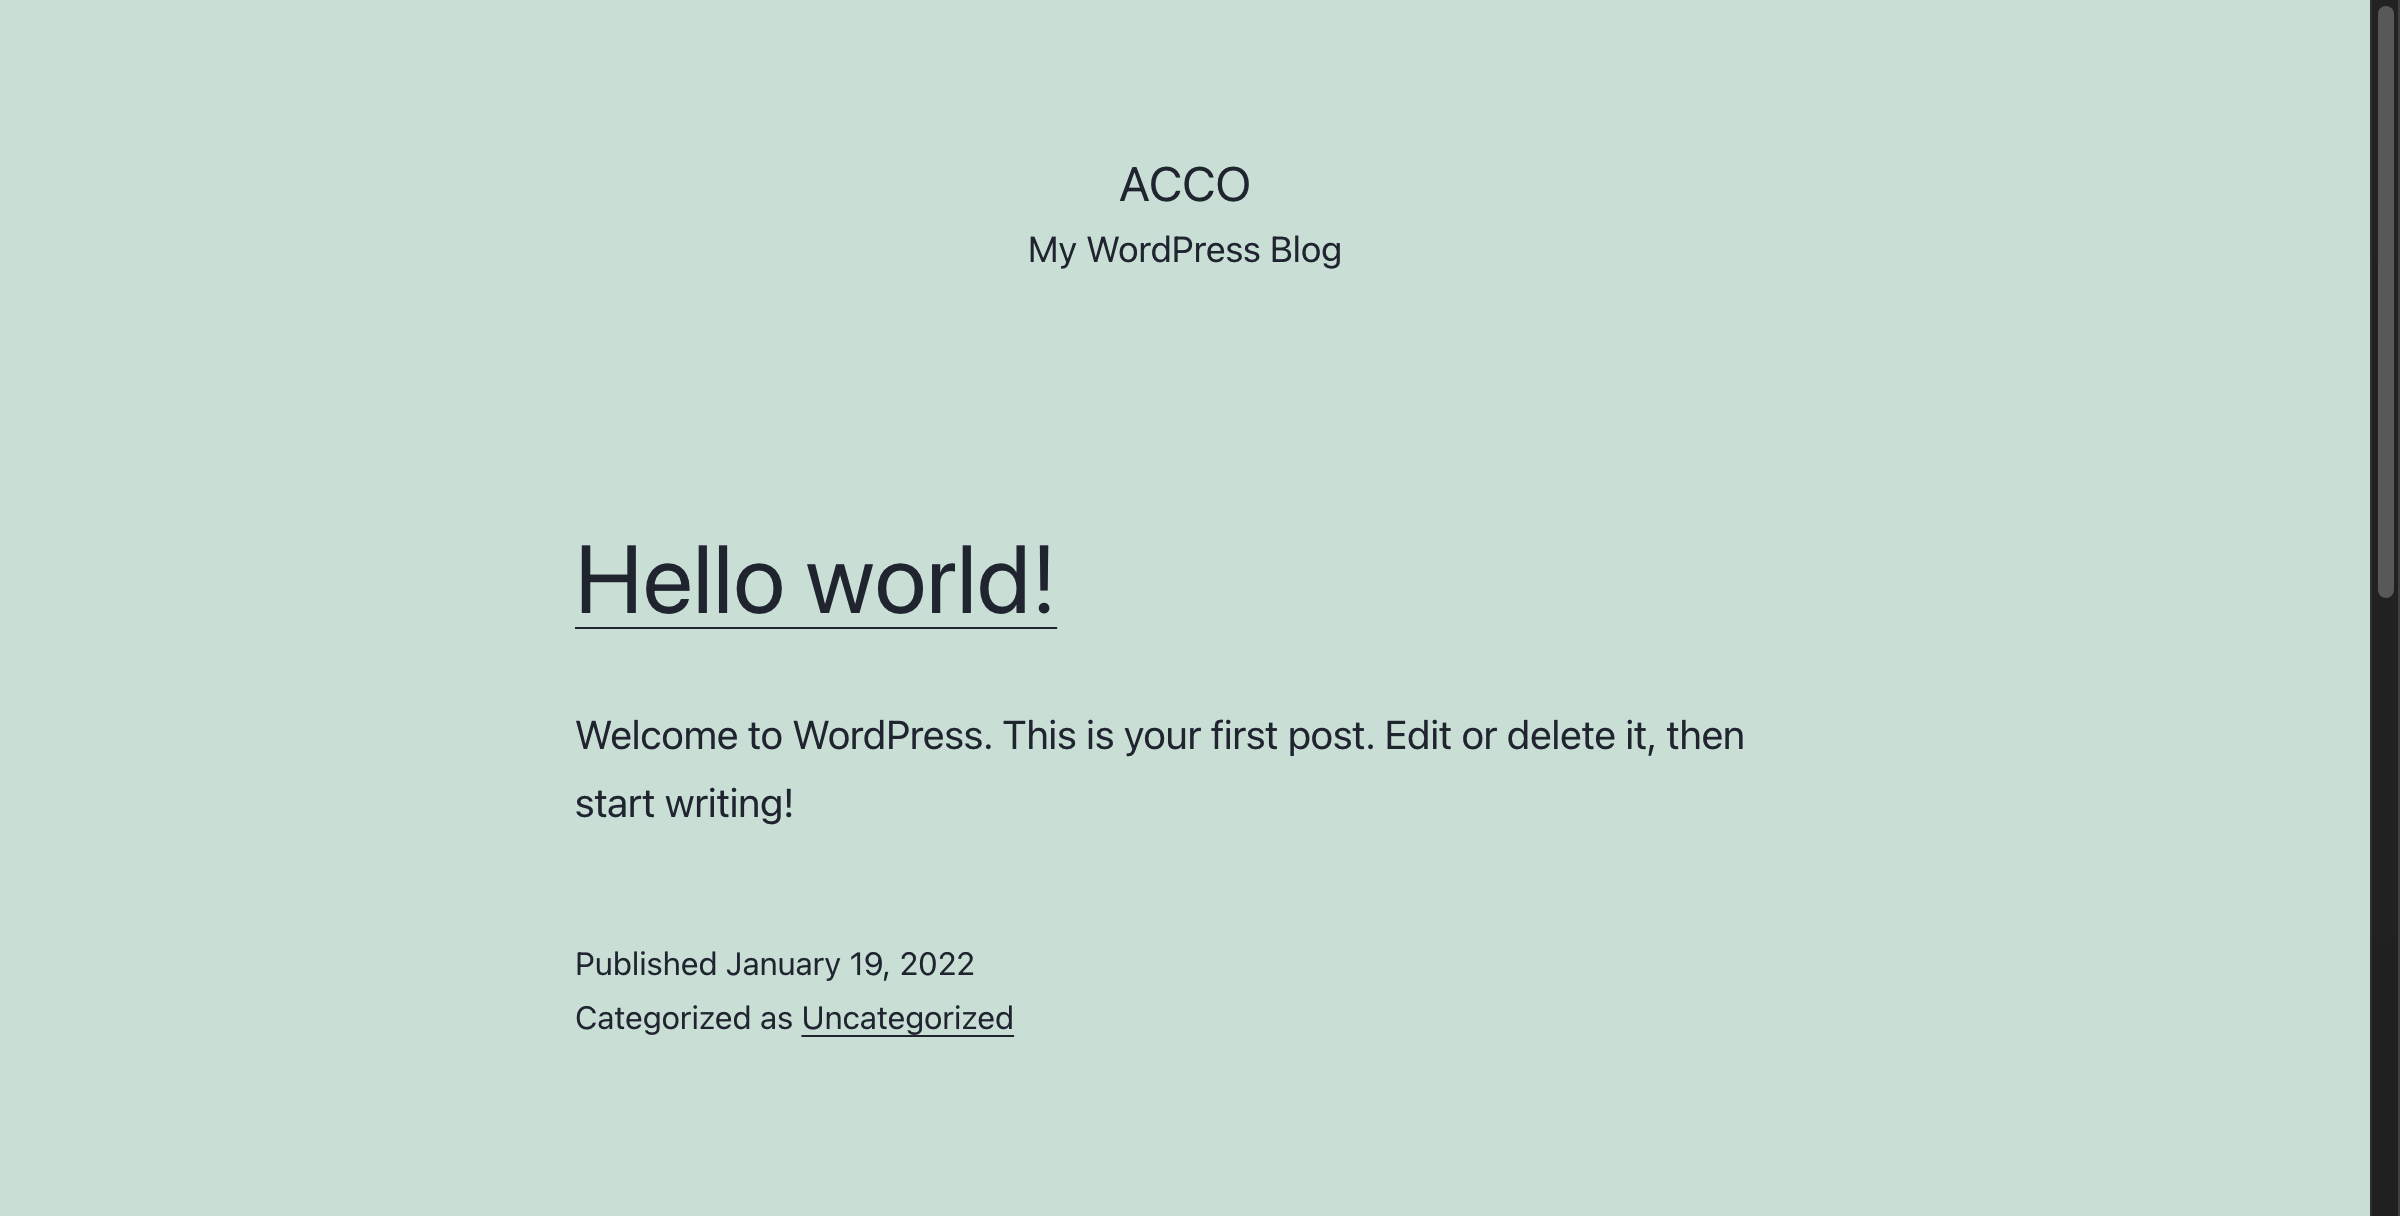 ACCO
My WordPress Blog
Hello world!
Welcome to WordPress. This is your first post. Edit or delete it, then
start writing!
Published January 19, 2022
Categorized as Uncategorized